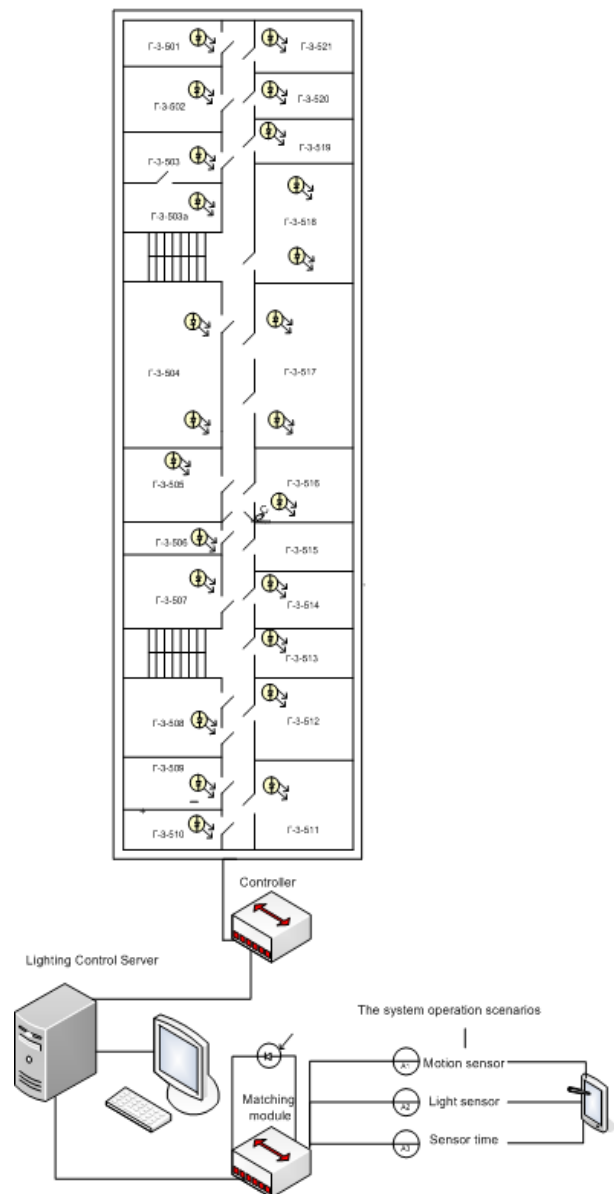 Г-3-501
Г-3-521
Г-3-502
Г-3-520
Г-3-503
Г-3-519
Г-3-503а
Г-3-518
Г-3-504
Г-3-517
Г-3-505
Г-3-516
Г-3-506
Г-3-515
Г-3-507
Г-3-514
Г-3-513
Г-3-508
Г-3-512
Г-3-509
Г-3-510
Г-3-511
Controller
Lighting Control Server
The system operation scenarios
A1 Motion sensor
Matching
module
A2 Light sensor
A3 Sensor time